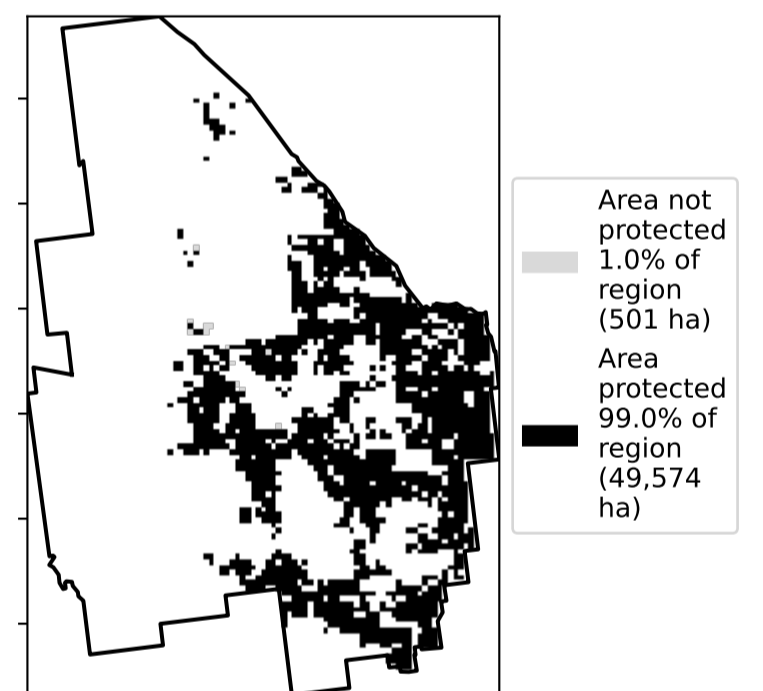 Area not
protected
1.0% of
region
(501 ha)
Area
protected
99.0% of
region
(49,574
ha)